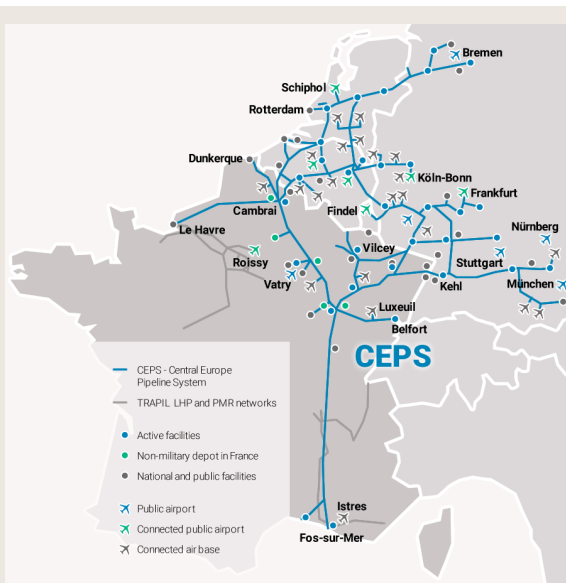 Bremen
Schiphol
Rotterdam
Dunkerque
Köln-Bonn
Frankfurt
Cambrai
Findel
Le Havre
Nürnberg
Vilcey
Roissy
Stuttgart
Vatry
Kehl
München
Luxeuil
Belfort
CEPS
CEPS - Central Europe
Pipeline System
TRAPIL LHP and PMR networks
Active facilities
Non-military depot in France
National and public facilities
Public airport
Connected public airport
Connected air base
Istres
Fos-sur-Mer